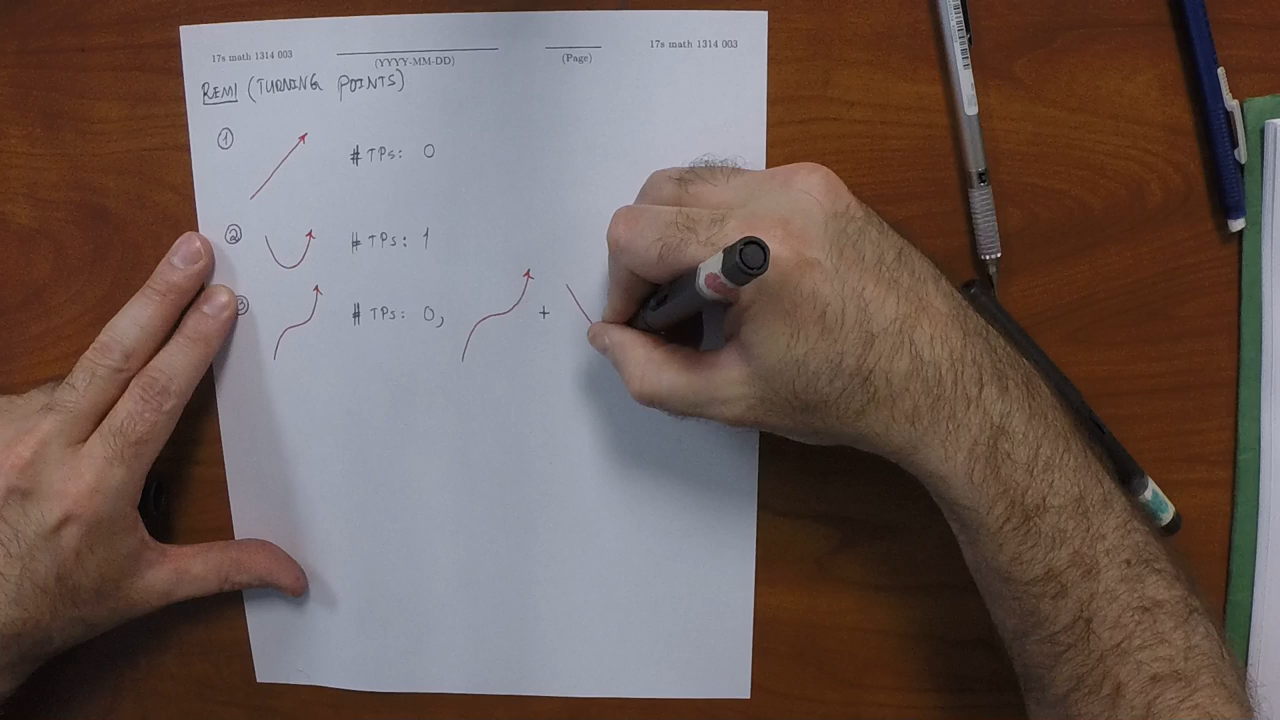 17s math 1314 003 (YYYY-MM-DD) (Page) 17s math 1314 003
REM1 (TURNING POINTS)
① # TPs: 0
② # TPs: 1
③ # TPs: 0, +